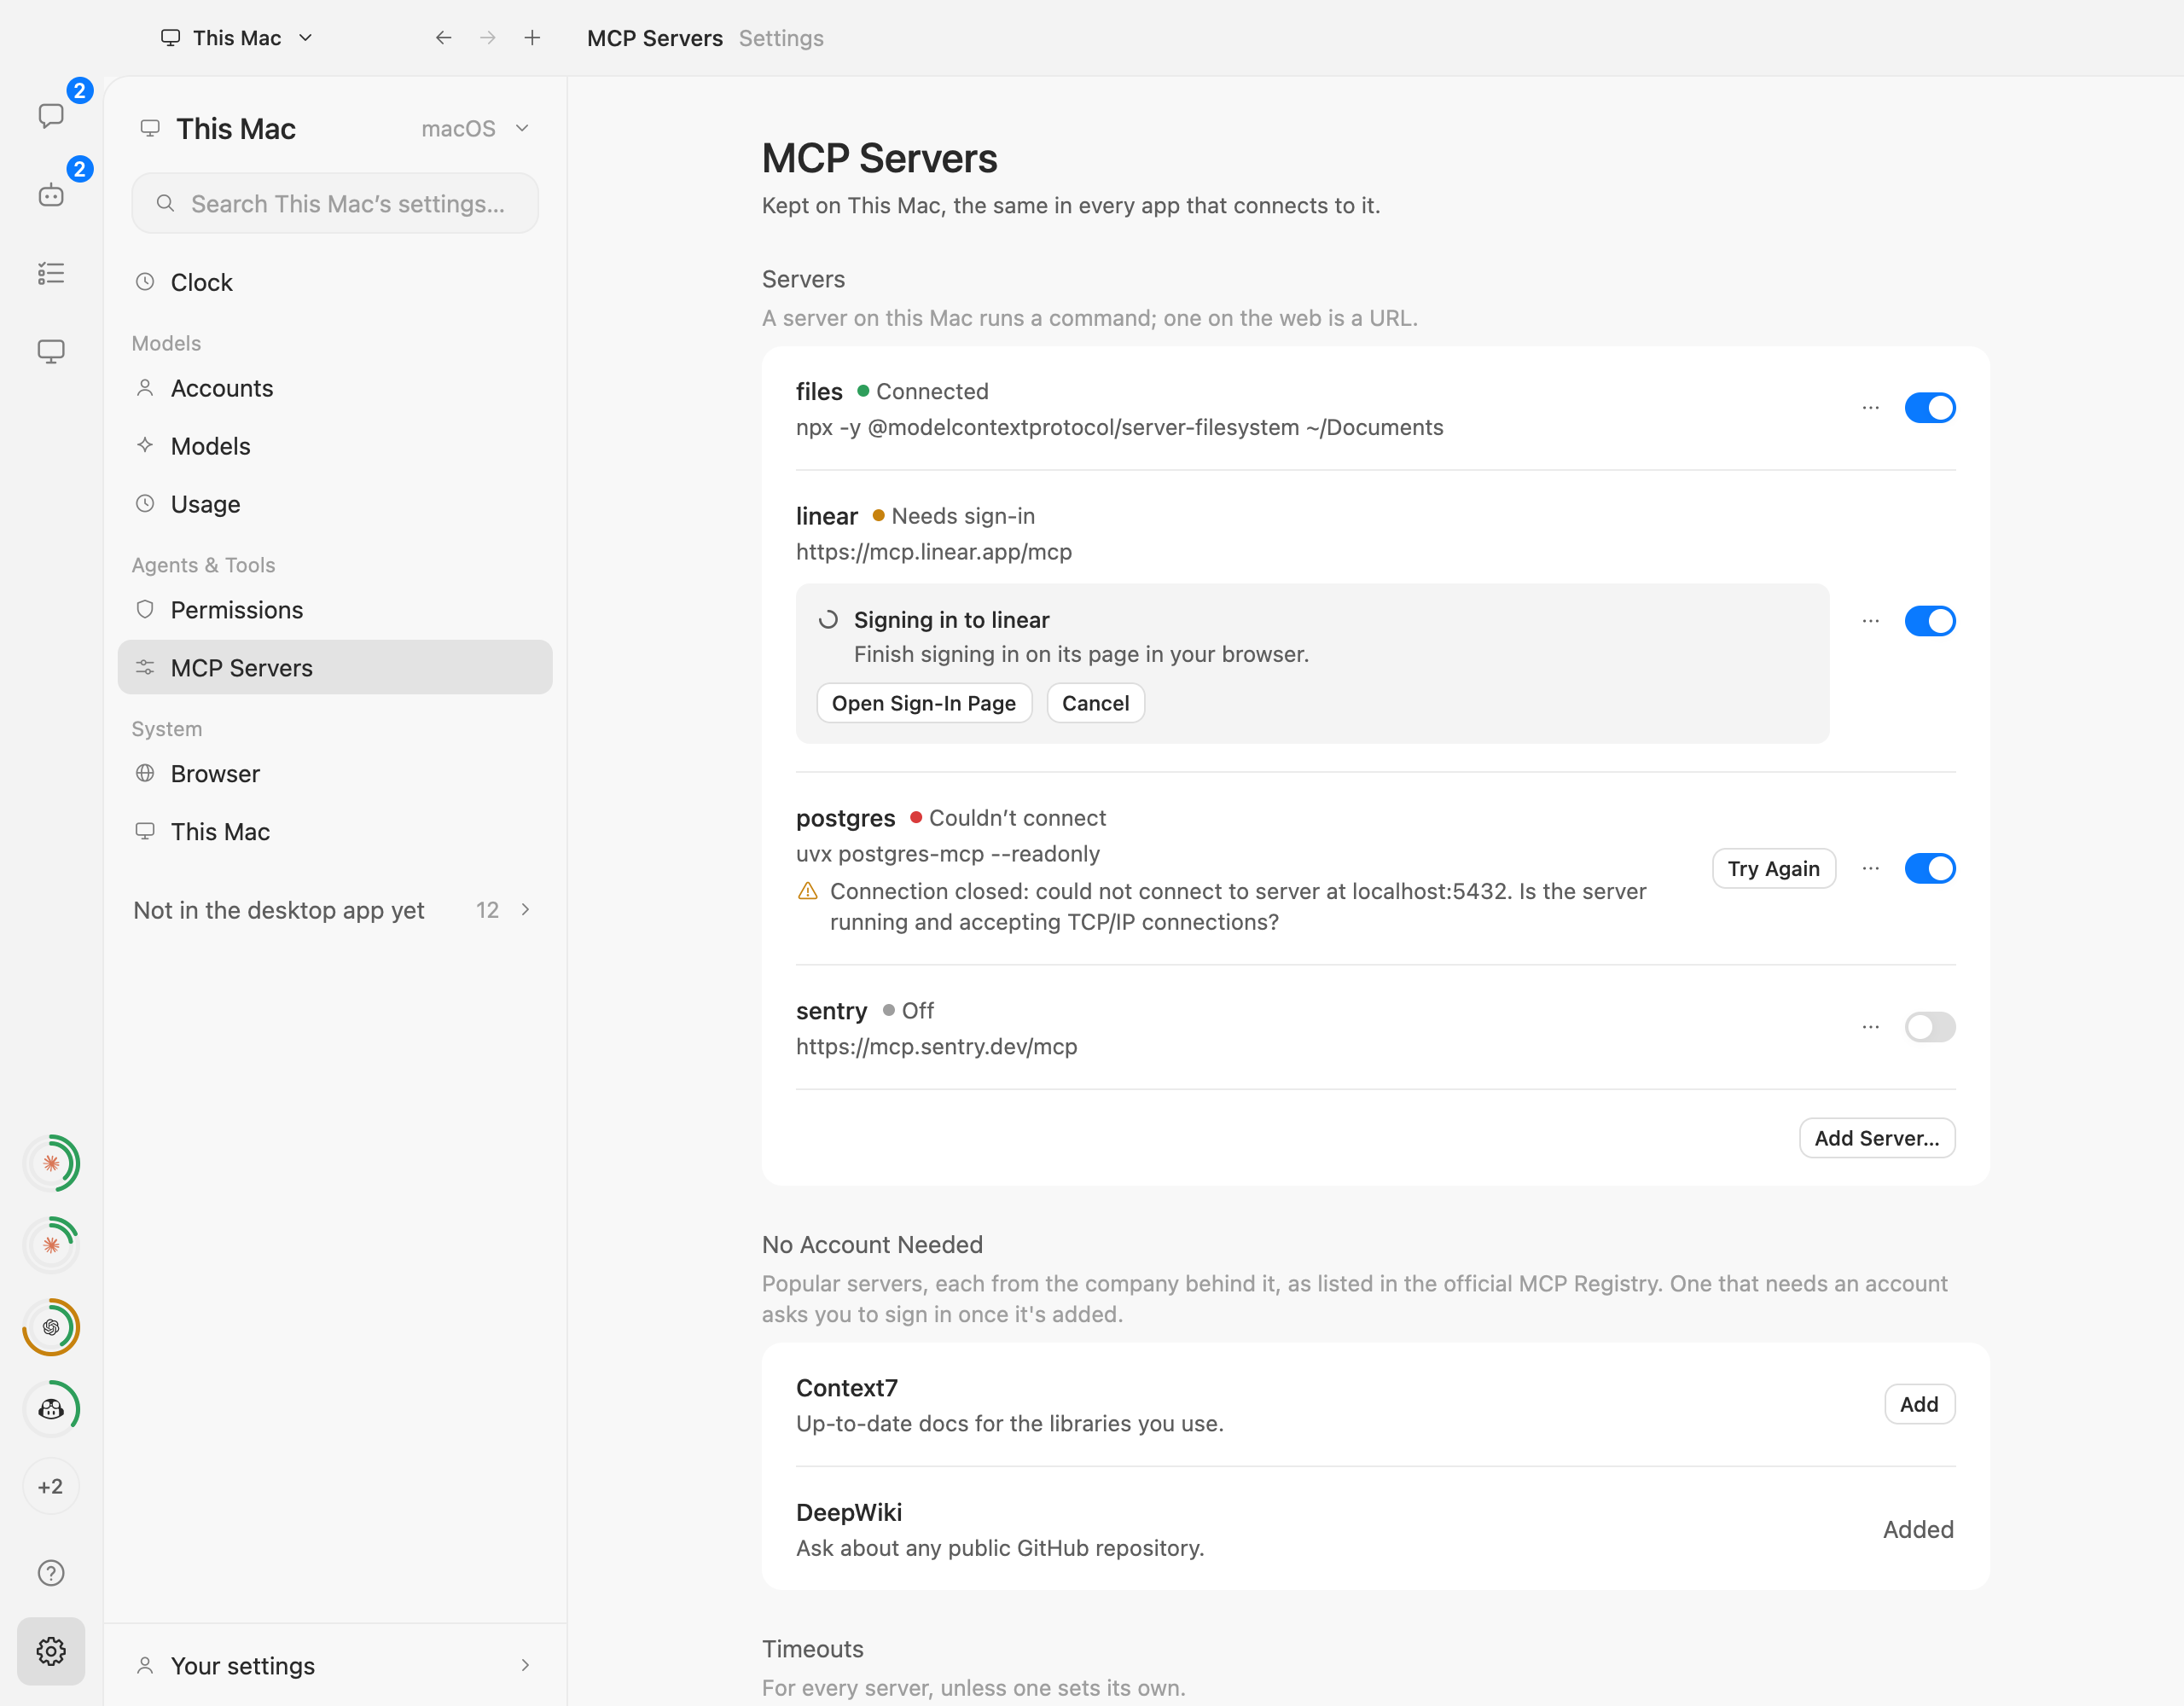 This Mac
MCP Servers Settings
2
2
This Mac macOS
Search This Mac’s settings...
Clock
Models
Accounts
Models
Usage
Agents & Tools
Permissions
MCP Servers
System
Browser
This Mac
Not in the desktop app yet 12
Your settings
+2
MCP Servers
Kept on This Mac, the same in every app that connects to it.
Servers
A server on this Mac runs a command; one on the web is a URL.
files Connected
npx -y @modelcontextprotocol/server-filesystem ~/Documents
linear Needs sign-in
https://mcp.linear.app/mcp
Signing in to linear
Finish signing in on its page in your browser.
Open Sign-In Page Cancel
postgres Couldn’t connect
uvx postgres-mcp --readonly
Connection closed: could not connect to server at localhost:5432. Is the server
running and accepting TCP/IP connections?
Try Again
sentry Off
https://mcp.sentry.dev/mcp
Add Server...
No Account Needed
Popular servers, each from the company behind it, as listed in the official MCP Registry. One that needs an account
asks you to sign in once it's added.
Context7
Up-to-date docs for the libraries you use.
Add
DeepWiki
Ask about any public GitHub repository.
Added
Timeouts
For every server, unless one sets its own.